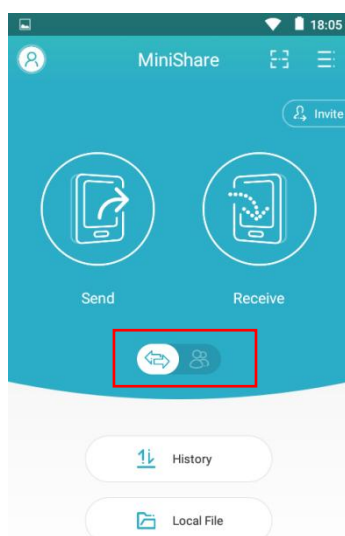 18:05
MiniShare
Invite
Send
Receive
History
Local File